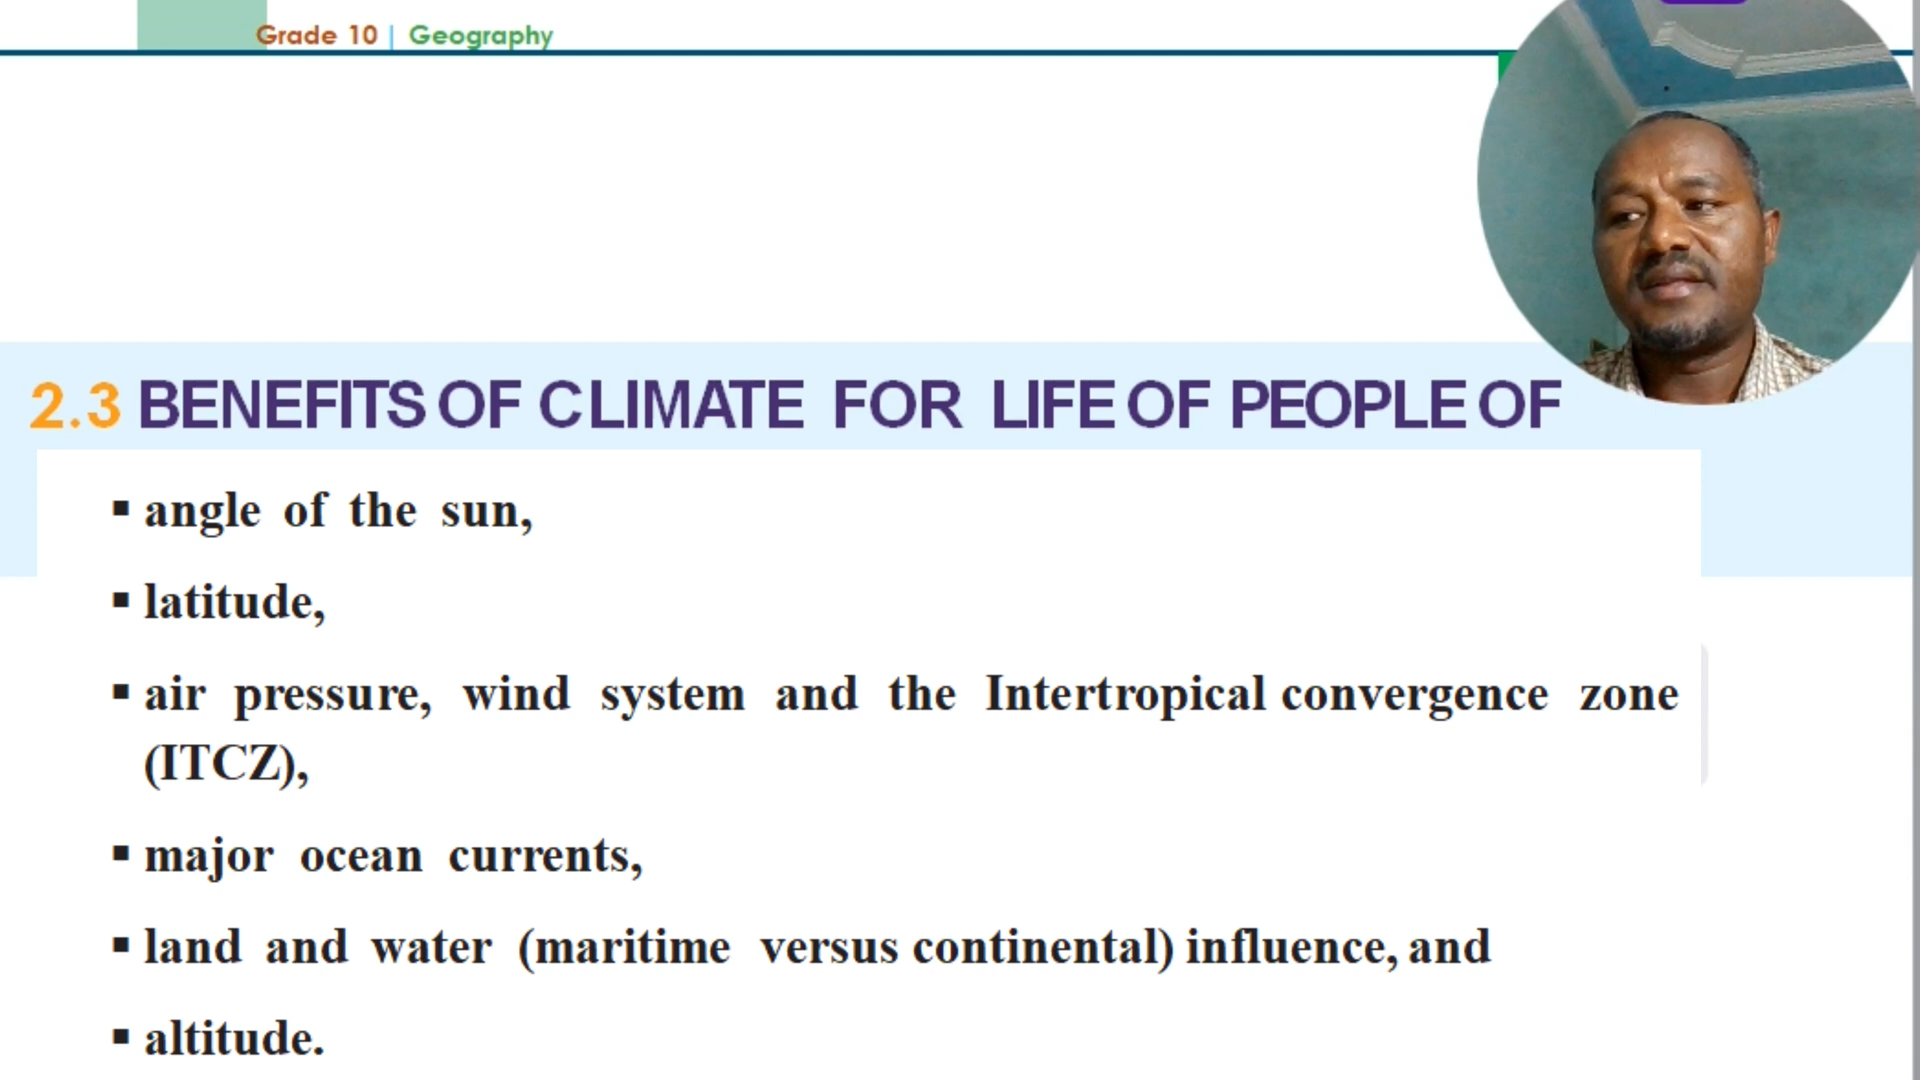 Grade 10 | Geography
2.3 BENEFITS OF CLIMATE FOR LIFE OF PEOPLE OF
▪ angle of the sun,
▪ latitude,
▪ air pressure, wind system and the Intertropical convergence zone
(ITCZ),
▪ major ocean currents,
▪ land and water (maritime versus continental) influence, and
▪ altitude.